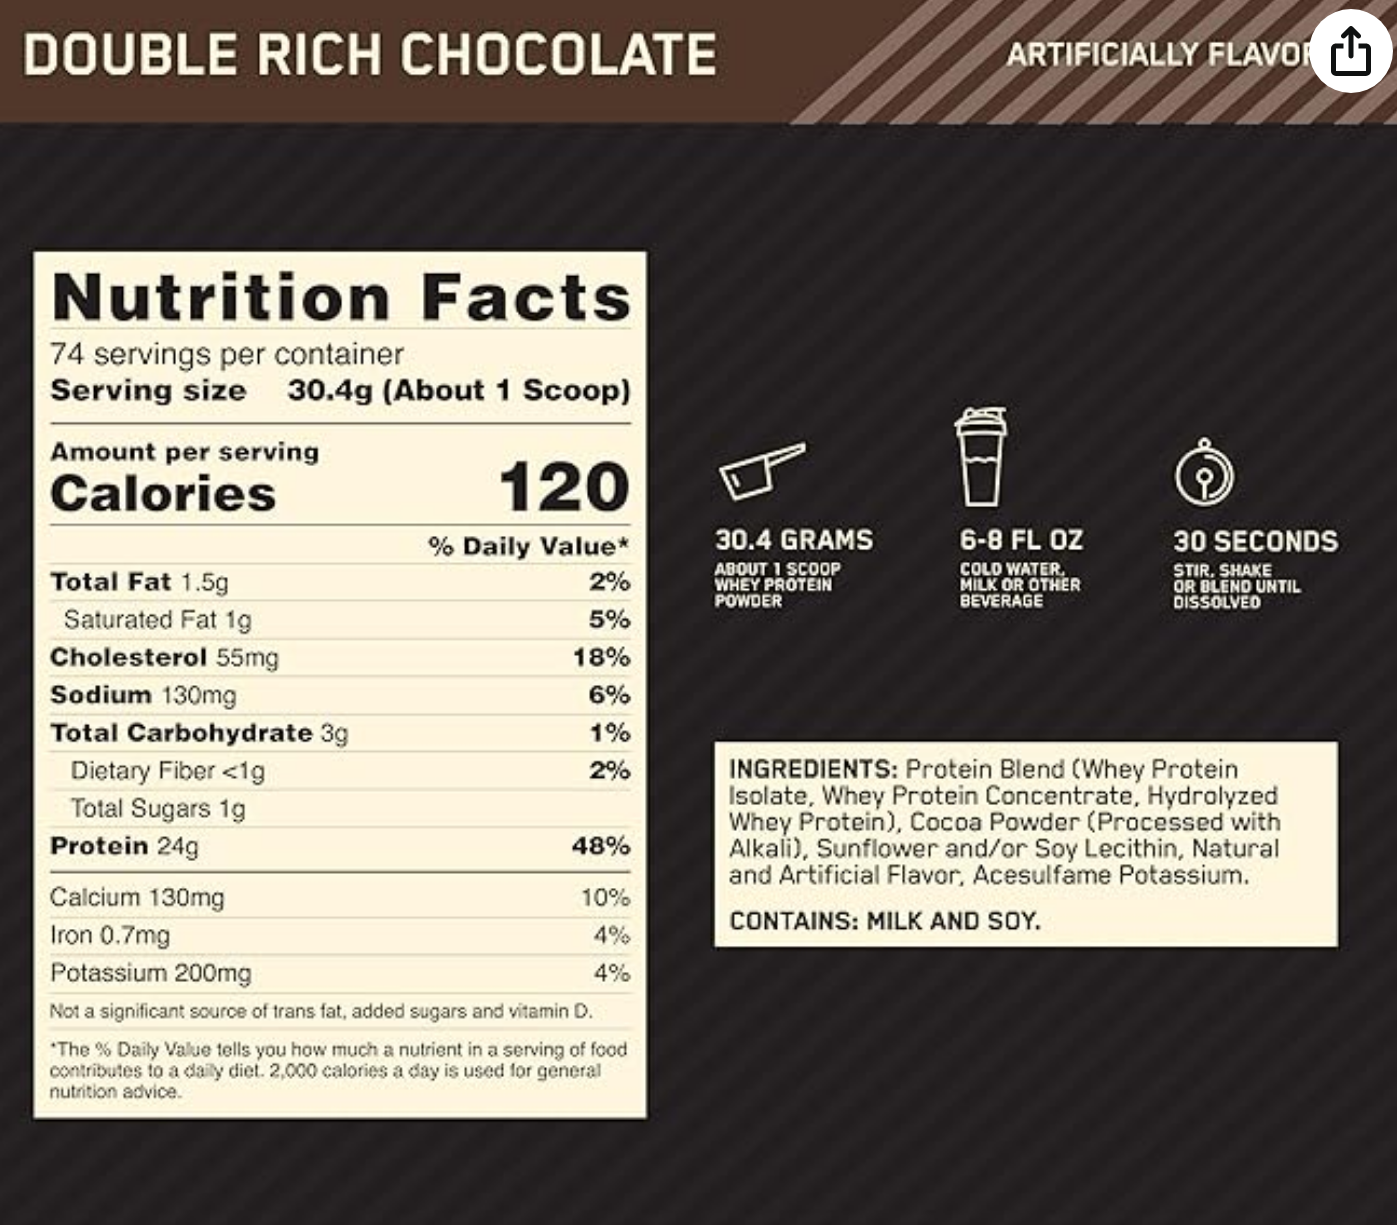 DOUBLE RICH CHOCOLATE
ARTIFICIALLY
Nutrition Facts
74 servings per container
Serving size 30.4g (About 1 Scoop)
Amount per serving
Calories 120
% Daily Value*
Total Fat 1.5g 2%
Saturated Fat 1g 5%
Cholesterol 55mg 18%
Sodium 130mg 6%
Total Carbohydrate 3g 1%
Dietary Fiber <1g 2%
Total Sugars 1g
Protein 24g 48%
Calcium 130mg 10%
Iron 0.7mg 4%
Potassium 200mg 4%
Not a significant source of trans fat, added sugars and vitamin D.
*The % Daily Value tells you how much a nutrient in a serving of food
contributes to a daily diet. 2,000 calories a day is used for general
nutrition advice.
30.4 GRAMS
ABOUT 1 SCOOP
WHEY PROTEIN
POWDER
6-8 FL OZ
COLD WATER,
MILK OR OTHER
BEVERAGE
30 SECONDS
STIR, SHAKE
OR BLEND UNTIL
DISSOLVED
INGREDIENTS: Protein Blend (Whey Protein
Isolate, Whey Protein Concentrate, Hydrolyzed
Whey Protein), Cocoa Powder (Processed with
Alkali), Sunflower and/or Soy Lecithin, Natural
and Artificial Flavor, Acesulfame Potassium.
CONTAINS: MILK AND SOY.